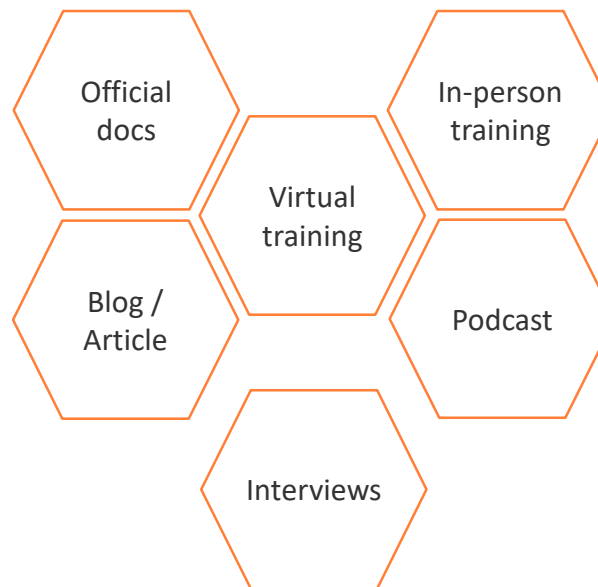 Official
docs
In-person
training
Virtual
training
Blog /
Article
Podcast
Interviews